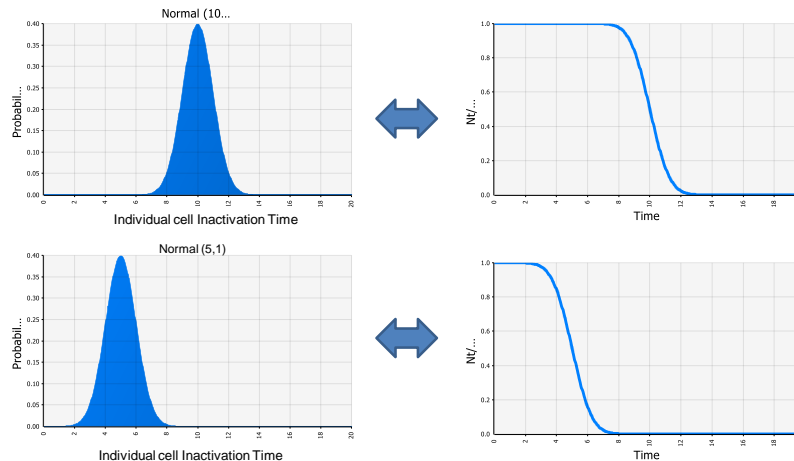 Normal (10...
0.40
0.35
0.30
0.25
0.20
0.15
0.10
0.05
0.00
Probabil...
0 2 4 6 8 10 12 14 16 18 20
Individual cell Inactivation Time
1.0
0.8
0.6
0.4
0.2
0.0
Nt/...
0 2 4 6 8 10 12 14 16 18
Time
Normal (5,1)
0.40
0.35
0.30
0.25
0.20
0.15
0.10
0.05
0.00
Probabil...
0 2 4 6 8 10 12 14 16 18 20
Individual cell Inactivation Time
1.0
0.8
0.6
0.4
0.2
0.0
Nt/...
0 2 4 6 8 10 12 14 16 18
Time